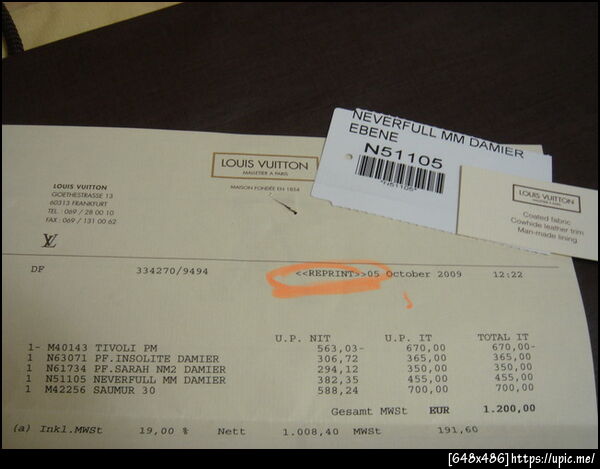 NEVERFULL MM DAMIER
EBENE
N51105
*N51105*
LOUIS VUITTON
MALLETIER A PARIS
MAISON FONDÉE EN 1854
LOUIS VUITTON
Coated fabric
Cowhide leather trim
Man-made lining
LOUIS VUITTON
GOETHESTRASSE 13
60313 FRANKFURT
TEL.: 069 / 28 00 10
FAX: 069 / 131 00 62
LV
DF 334270/9494 <<REPRINT>>05 October 2009 12:22
U.P. NIT U.P. IT TOTAL IT
1- M40143 TIVOLI PM 563,03- 670,00 670,00-
1 N63071 PF.INSOLITE DAMIER 306,72 365,00 365,00
1 N61734 PF.SARAH NM2 DAMIER 294,12 350,00 350,00
1 N51105 NEVERFULL MM DAMIER 382,35 455,00 455,00
1 M42256 SAUMUR 30 588,24 700,00 700,00
Gesamt MWSt EUR 1.200,00
(a) Inkl.MWSt 19,00 % Nett 1.008,40 MWSt 191,60
[648x486]https://upic.me/